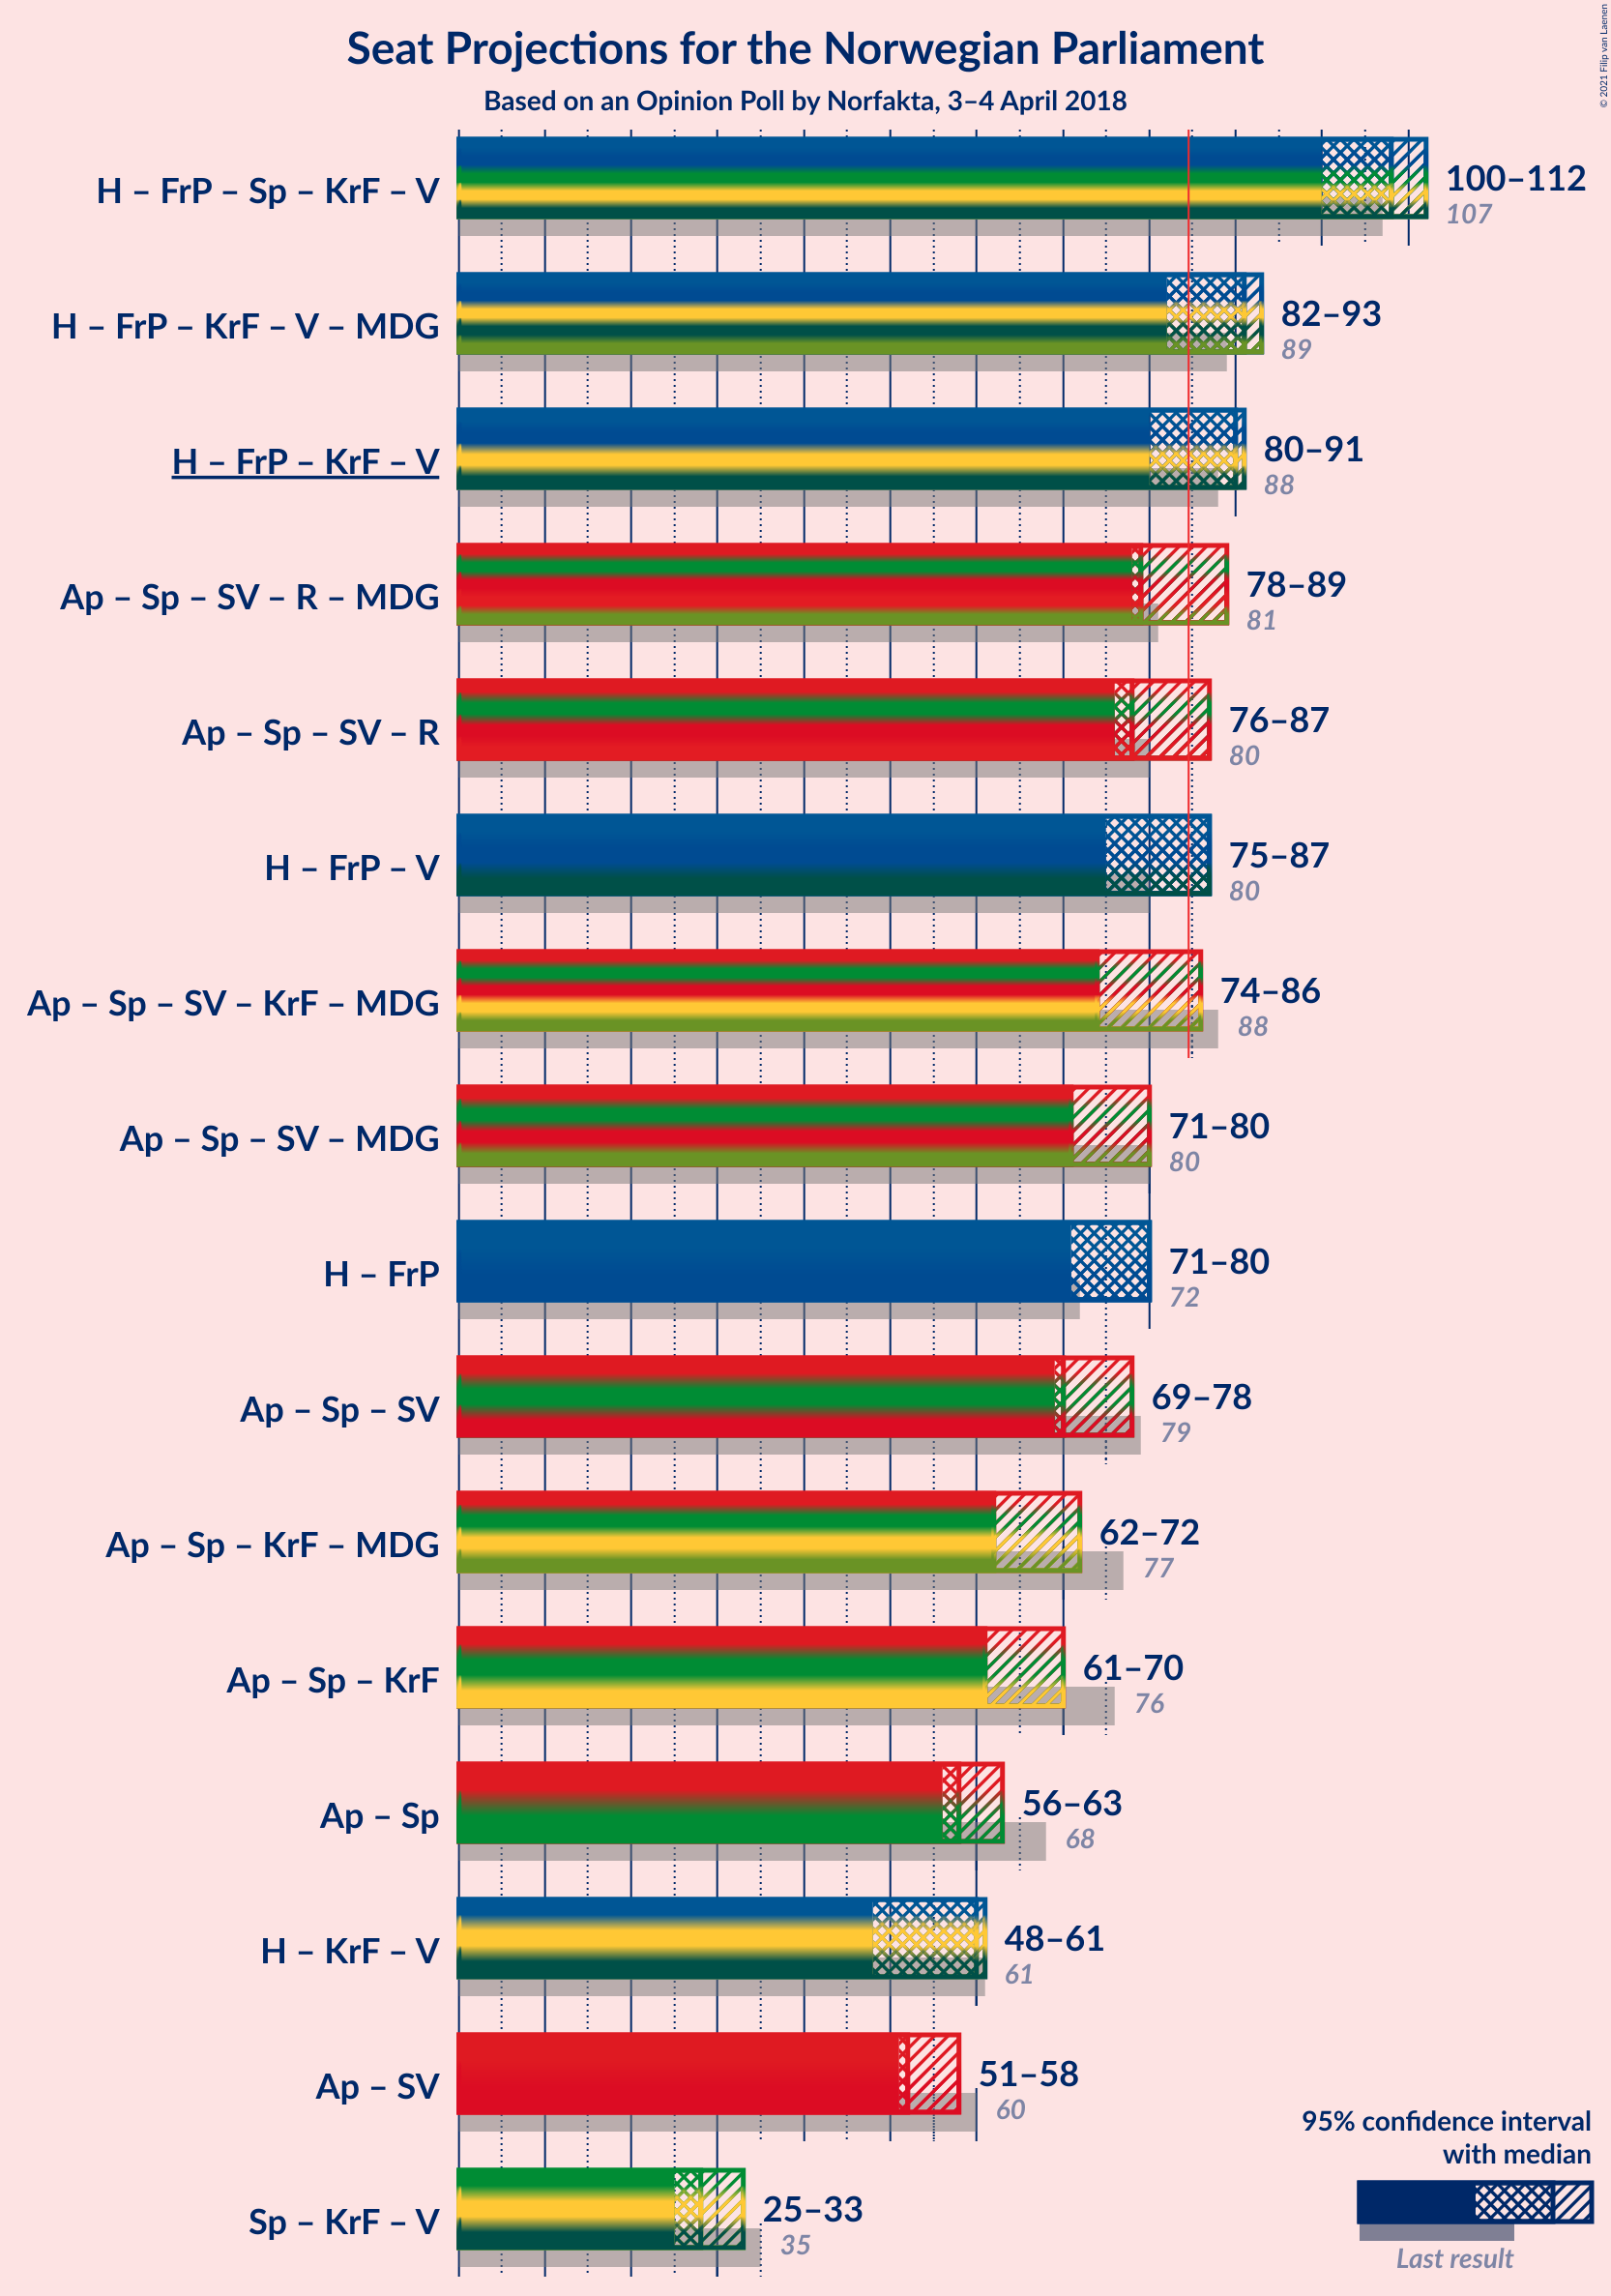 Seat Projections for the Norwegian Parliament
Based on an Opinion Poll by Norfakta, 3–4 April 2018
© 2021 Filip van Laenen
H – FrP – Sp – KrF – V
100–112
107
H – FrP – KrF – V – MDG
82–93
89
H – FrP – KrF – V
80–91
88
Ap – Sp – SV – R – MDG
78–89
81
Ap – Sp – SV – R
76–87
80
H – FrP – V
75–87
80
Ap – Sp – SV – KrF – MDG
74–86
88
Ap – Sp – SV – MDG
71–80
80
H – FrP
71–80
72
Ap – Sp – SV
69–78
79
Ap – Sp – KrF – MDG
62–72
77
Ap – Sp – KrF
61–70
76
Ap – Sp
56–63
68
H – KrF – V
48–61
61
Ap – SV
51–58
60
Sp – KrF – V
25–33
35
95% confidence interval
with median
Last result